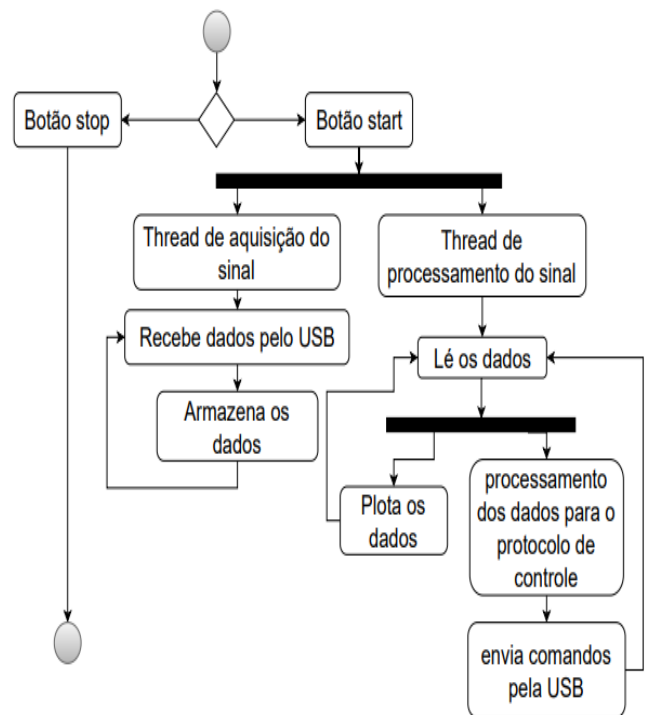 Botão stop
Botão start
Thread de aquisição do
sinal
Thread de
processamento do sinal
Recebe dados pelo USB
Lé os dados
Armazena os
dados
Plota os
dados
processamento
dos dados para o
protocolo de
controle
envia comandos
pela USB